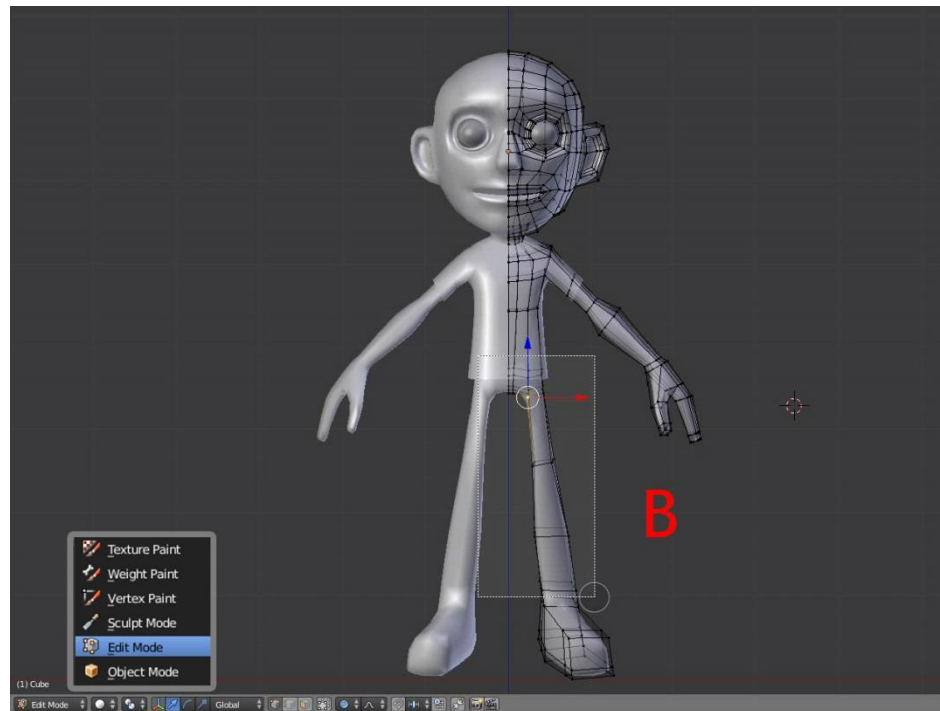 B
Texture Paint
Weight Paint
Vertex Paint
Sculpt Mode
Edit Mode
Object Mode
(1) Cube
Edit Mode
Global